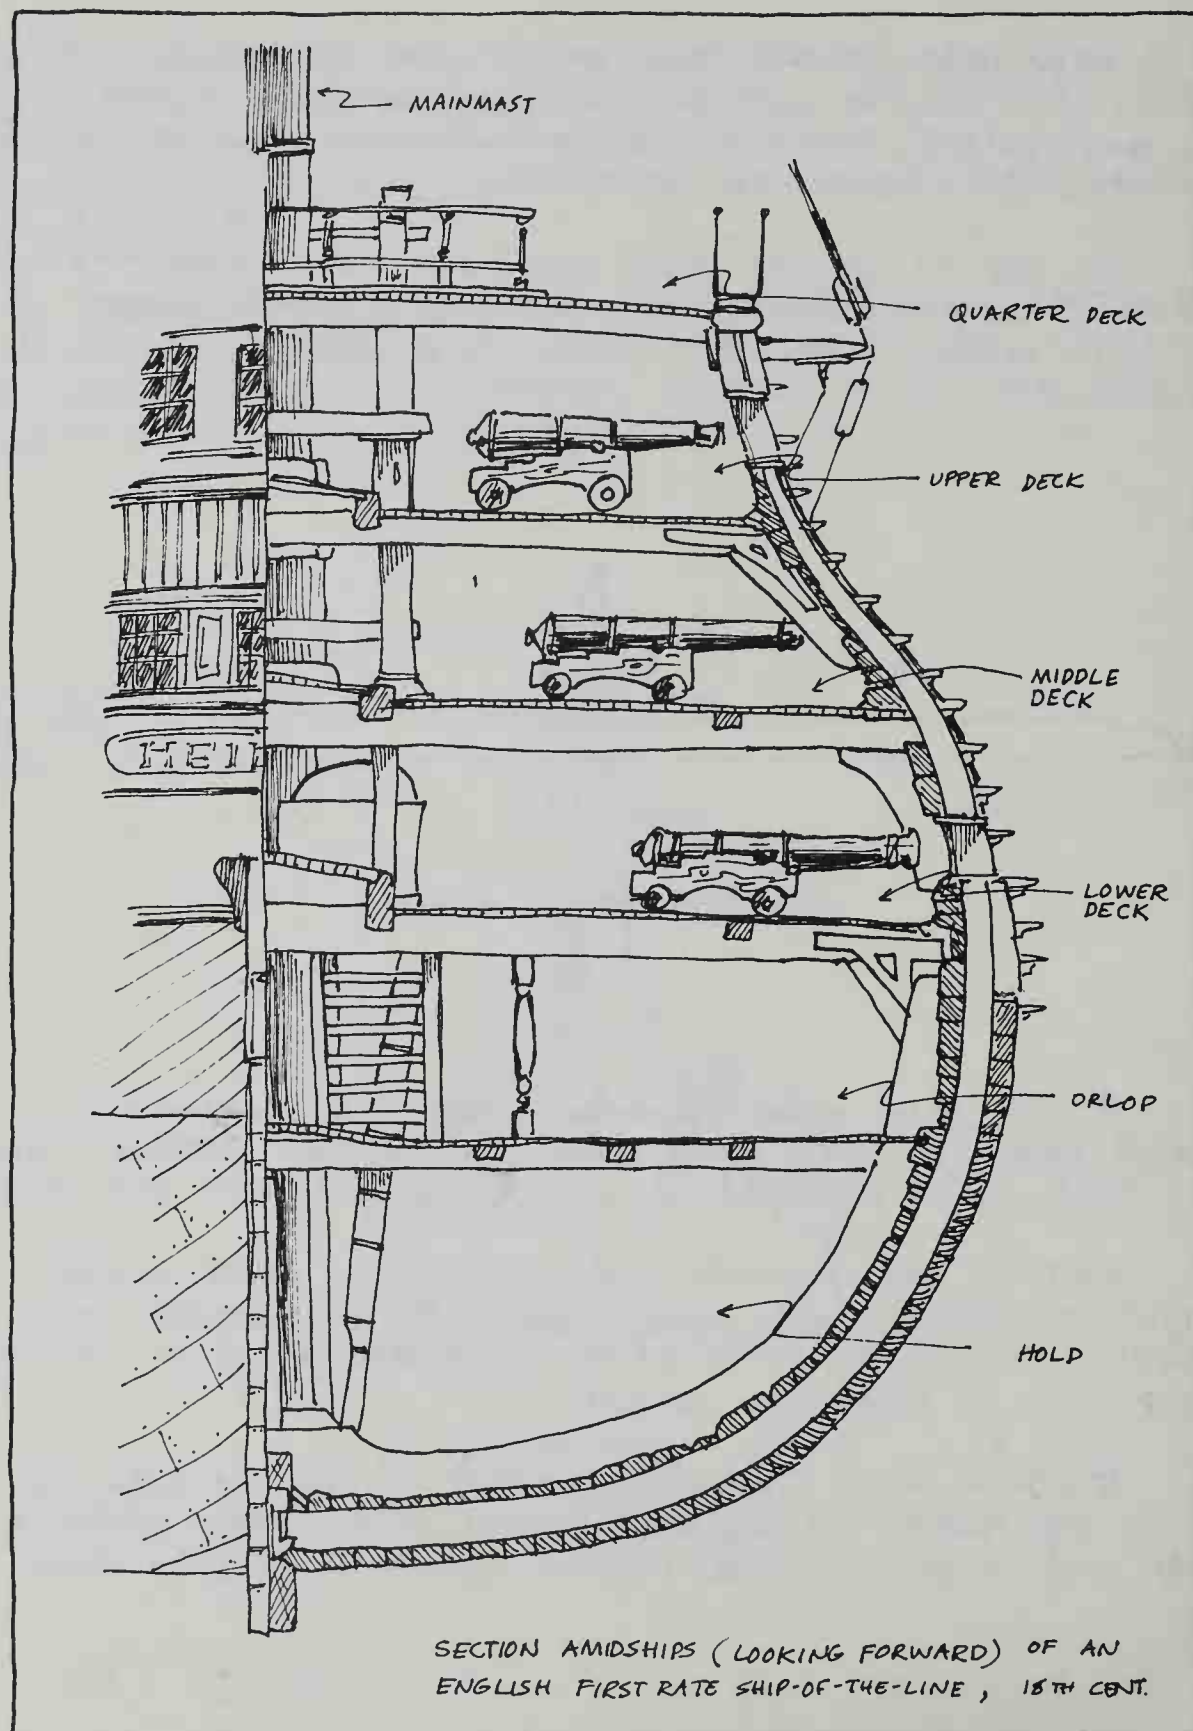 MAINMAST
QUARTER DECK
UPPER DECK
MIDDLE
DECK
HEI
LOWER
DECK
ORLOP
HOLD
SECTION AMIDSHIPS (LOOKING FORWARD) OF AN
ENGLISH FIRST RATE SHIP-OF-THE-LINE, 18TH CENT.